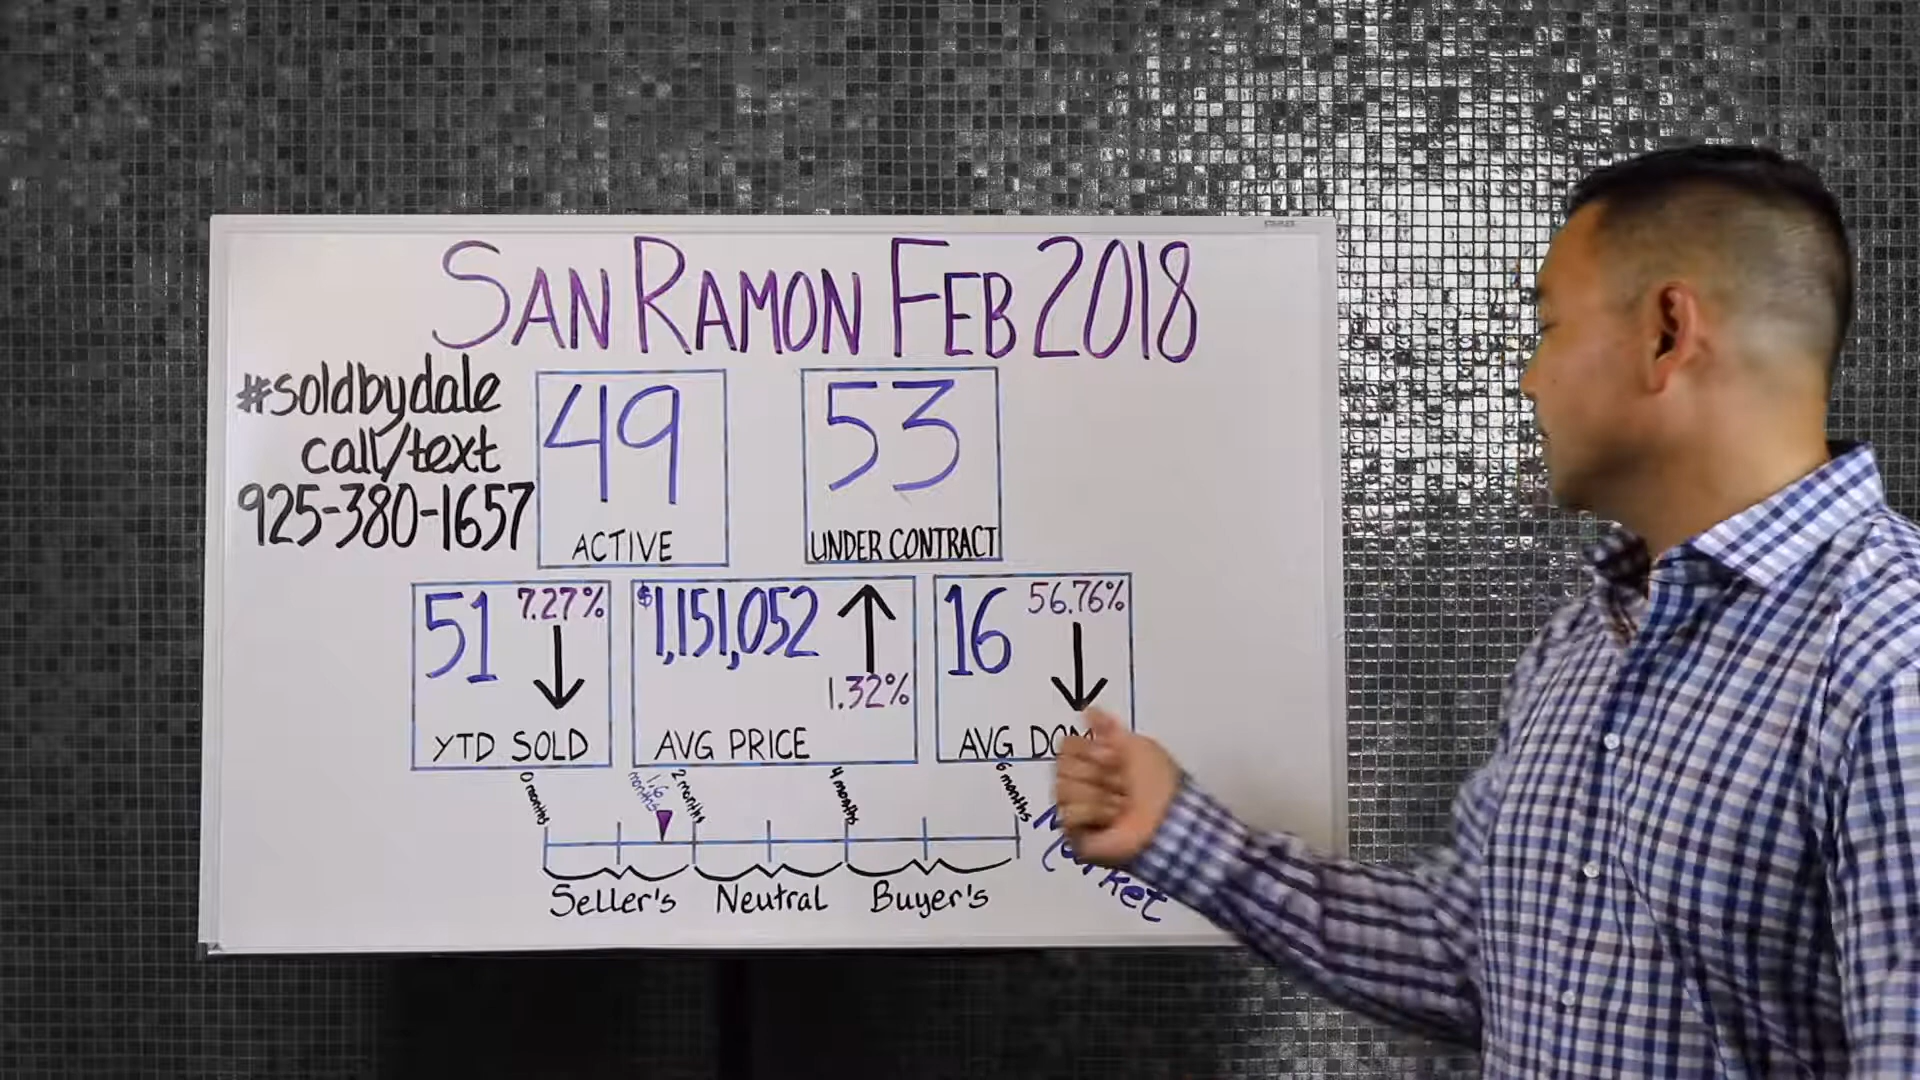 SAN RAMON FEB 2018
#soldbydale
call/text
925-380-1657
49
ACTIVE
53
UNDER CONTRACT
51 7.27%
YTD SOLD
$1,151,052
1.32%
AVG PRICE
16 56.76%
AVG
0 months
1.6 months
2 months
4 months
6 months
Seller's Neutral Buyer's